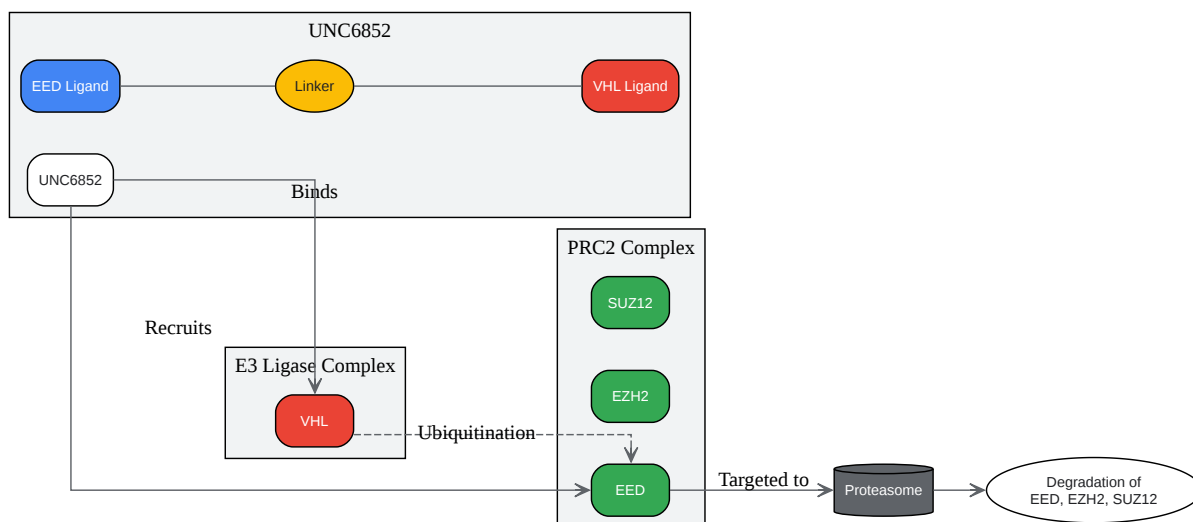 UNC6852
EED Ligand
Linker
VHL Ligand
UNC6852
Binds
PRC2 Complex
SUZ12
Recruits
E3 Ligase Complex
EZH2
VHL
Ubiquitination
EED
Targeted to
Proteasome
Degradation of
EED, EZH2, SUZ12